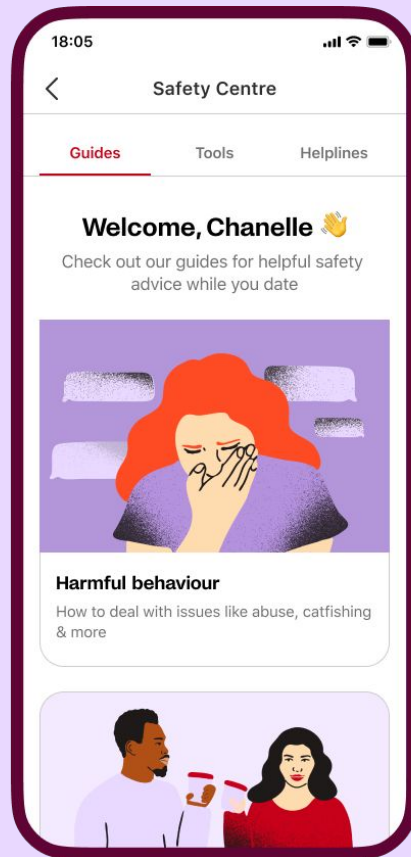 18:05
Safety Centre
Guides Tools Helplines
Welcome, Chanelle 👋
Check out our guides for helpful safety
advice while you date
Harmful behaviour
How to deal with issues like abuse, catfishing
& more